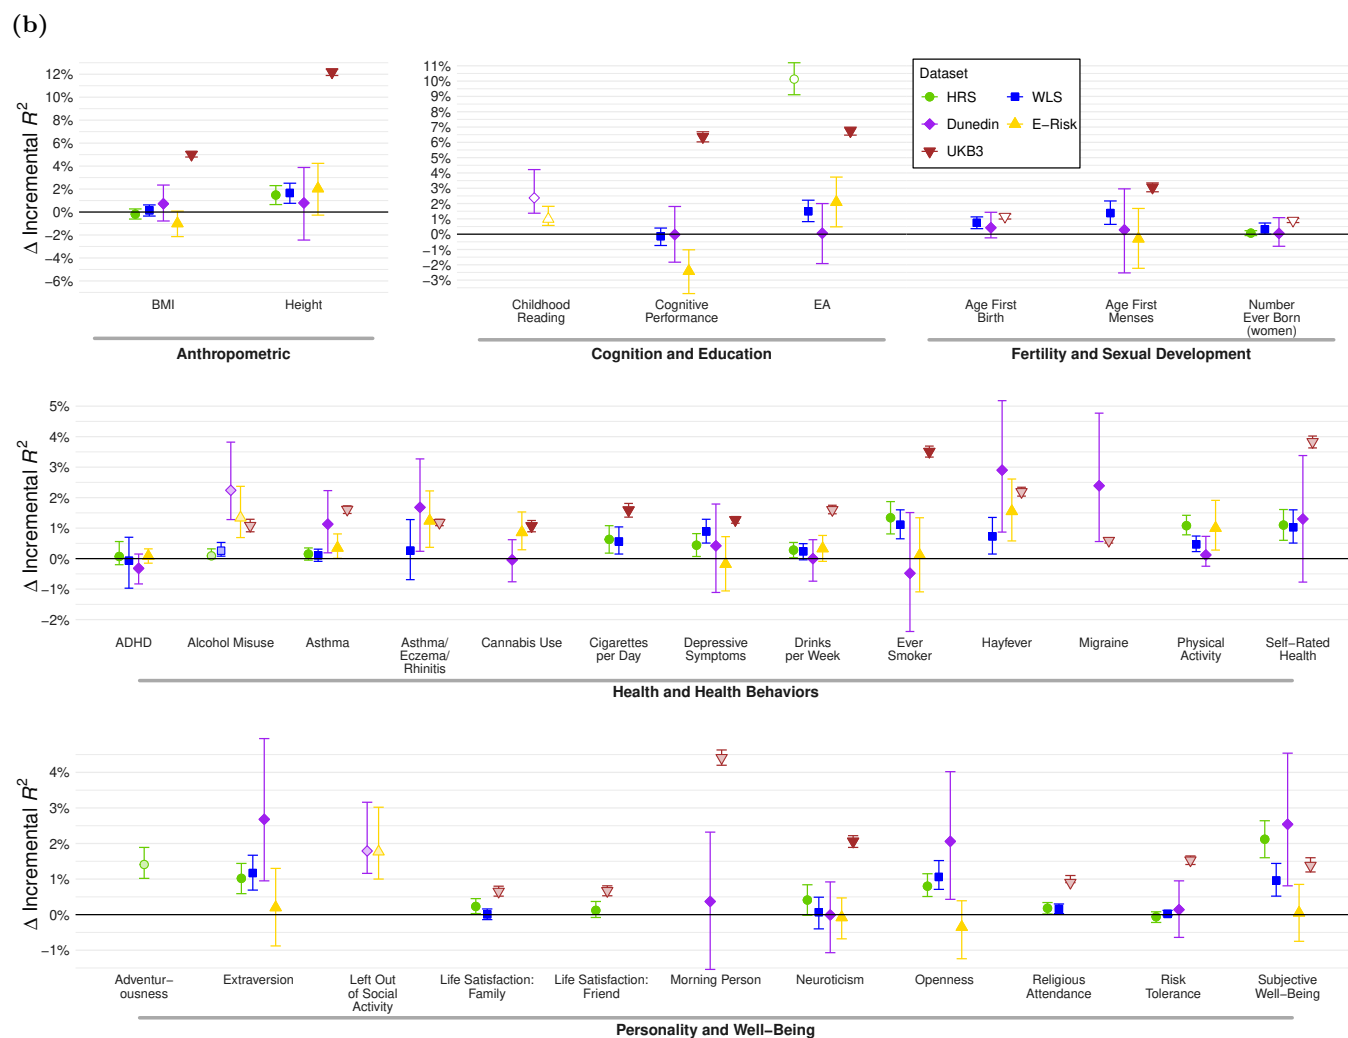 (b)
Δ Incremental R²
12%
10%
8%
6%
4%
2%
0%
−2%
−4%
−6%
BMI
Height
Anthropometric
11%
10%
9%
8%
7%
6%
5%
4%
3%
2%
1%
0%
−1%
−2%
−3%
Dataset
HRS
WLS
Dunedin
E−Risk
UKB3
Childhood
Reading
Cognitive
Performance
EA
Age First
Birth
Age First
Menses
Number
Ever Born
(women)
Cognition and Education
Fertility and Sexual Development
Δ Incremental R²
5%
4%
3%
2%
1%
0%
−1%
−2%
ADHD
Alcohol Misuse
Asthma
Asthma/
Eczema/
Rhinitis
Cannabis Use
Cigarettes
per Day
Depressive
Symptoms
Drinks
per Week
Ever
Smoker
Hayfever
Migraine
Physical
Activity
Self−Rated
Health
Health and Health Behaviors
Δ Incremental R²
4%
3%
2%
1%
0%
−1%
Adventur−
ousness
Extraversion
Left Out
of Social
Activity
Life Satisfaction:
Family
Life Satisfaction:
Friend
Morning Person
Neuroticism
Openness
Religious
Attendance
Risk
Tolerance
Subjective
Well−Being
Personality and Well−Being